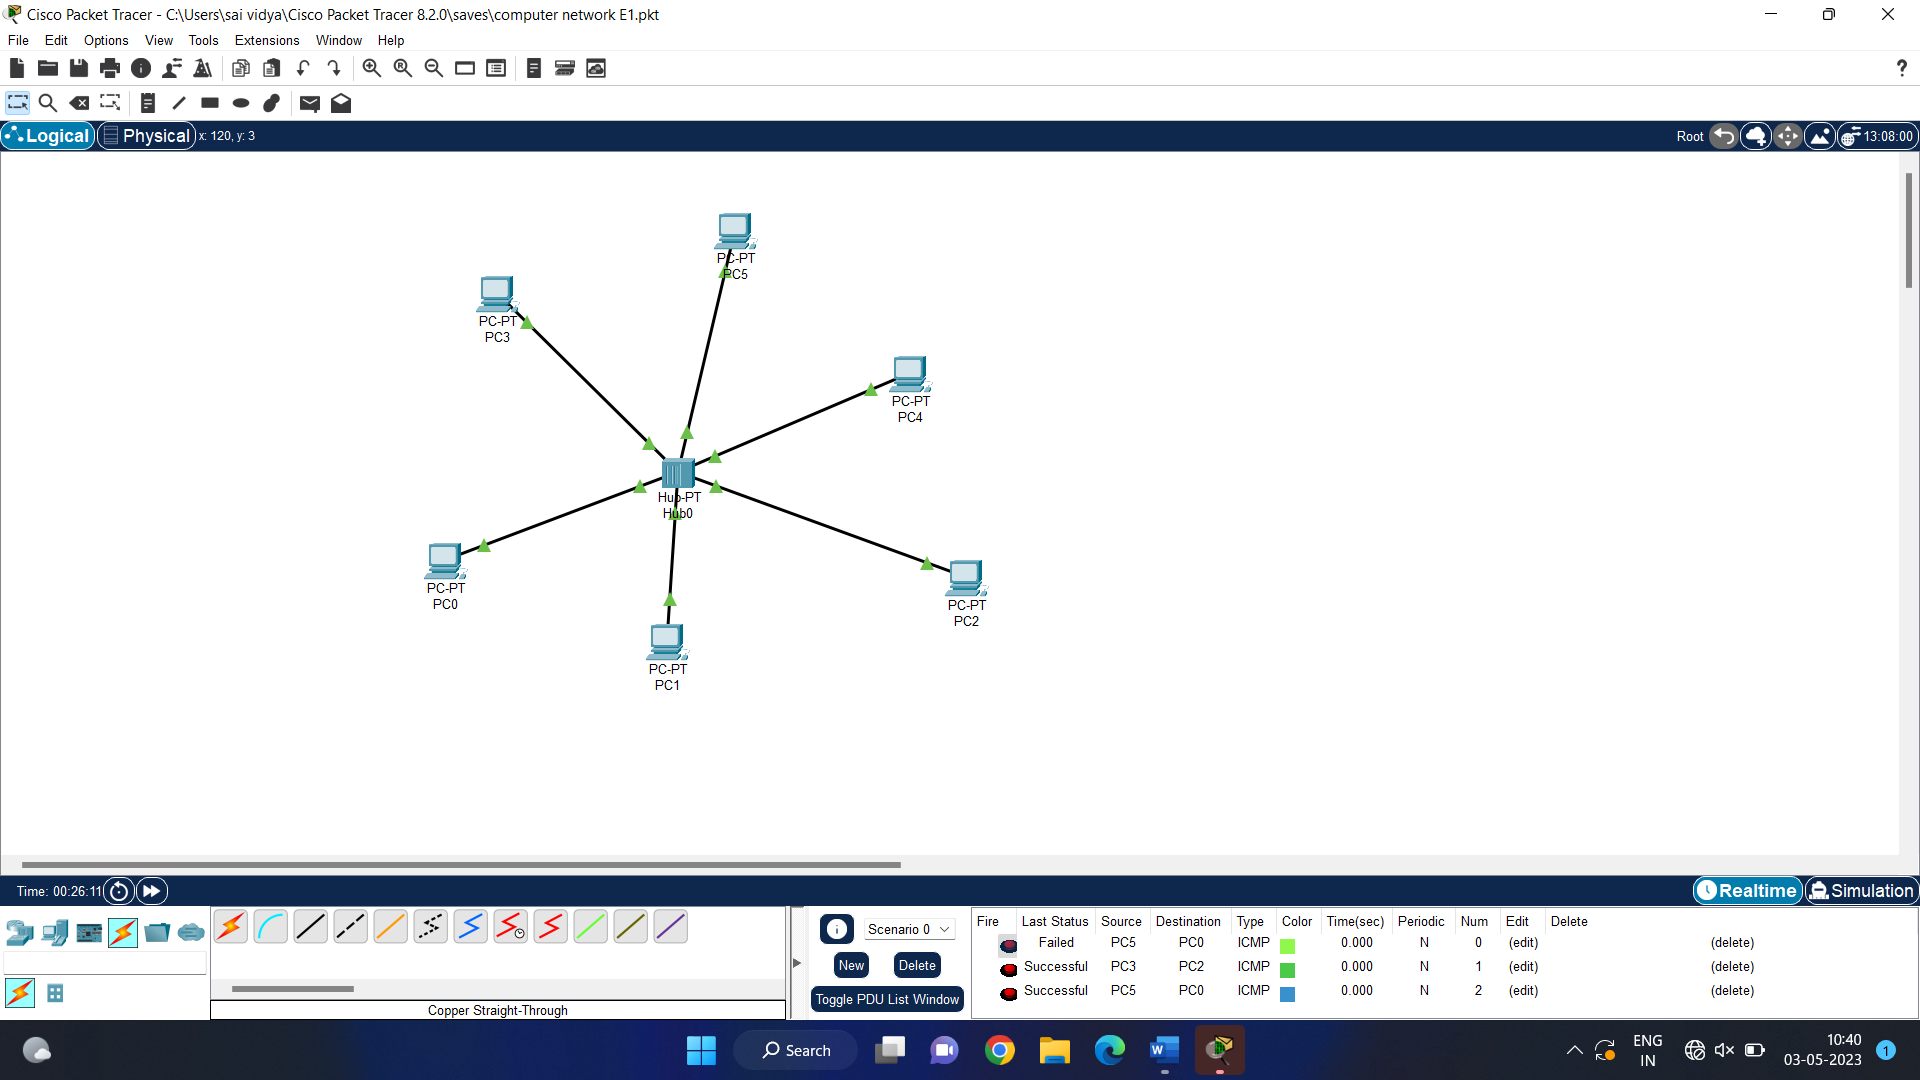 Cisco Packet Tracer - C:\Users\sai vidya\Cisco Packet Tracer 8.2.0\saves\computer network E1.pkt
File Edit Options View Tools Extensions Window Help
?
Logical Physical x: 120, y: 3 Root 13:08:00
PC-PT
PC5
PC-PT
PC3
PC-PT
PC4
Hub-PT
Hub0
PC-PT
PC0
PC-PT
PC2
PC-PT
PC1
Time: 00:26:11 Realtime Simulation
Scenario 0
New Delete
Toggle PDU List Window
Copper Straight-Through
Fire Last Status Source Destination Type Color Time(sec) Periodic Num Edit Delete
Failed PC5 PC0 ICMP 0.000 N 0 (edit) (delete)
Successful PC3 PC2 ICMP 0.000 N 1 (edit) (delete)
Successful PC5 PC0 ICMP 0.000 N 2 (edit) (delete)
Search
ENG
IN
10:40
03-05-2023
1